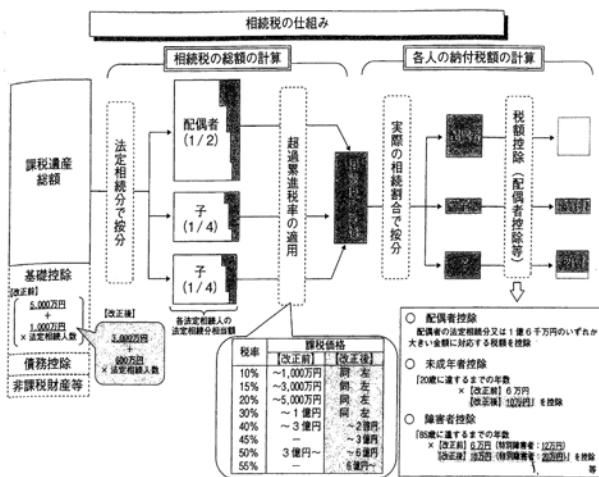 相続税の仕組み
相続税の総額の計算
各人の納付税額の計算
課税遺産
総額
法定相続分で按分
配偶者
(1/2)
子
(1/4)
子
(1/4)
各法定相続人の
法定相続分相当額
超過累進税率の適用
実際の相続割合で按分
税額控除（配偶者控除等）
基礎控除
【改正前】
5,000万円
+
1,000万円
×法定相続人数
【改正後】
3,000万円
+
600万円
×法定相続人数
債務控除
非課税財産等
税率 課税価格
【改正前】 【改正後】
10% ～1,000万円 同 左
15% ～3,000万円 同 左
20% ～5,000万円 同 左
30% ～1億円 同 左
40% ～3億円 ～2億円
45% － ～3億円
50% 3億円～ ～6億円
55% － 6億円～
○ 配偶者控除
配偶者の法定相続分又は1億6千万円のいずれか
大きい金額に対応する税額を控除
○ 未成年者控除
「20歳に達するまでの年数
×【改正前】6万円
【改正後】10万円」を控除
○ 障害者控除
「85歳に達するまでの年数
×【改正前】6万円（特別障害者：12万円）
【改正後】10万円（特別障害者：20万円）」を控除
等